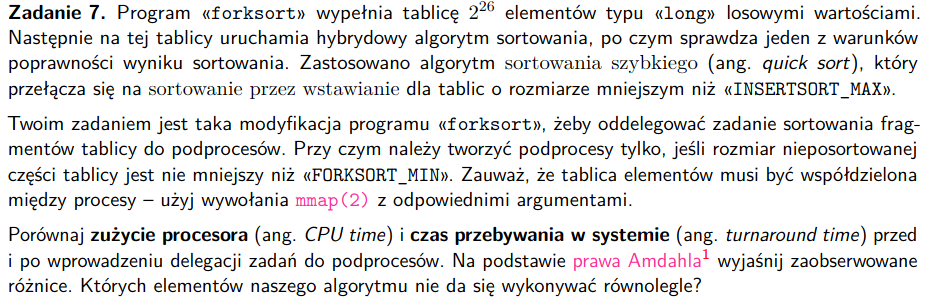 Zadanie 7. Program «forksort» wypełnia tablicę 2^26 elementów typu «long» losowymi wartościami.
Następnie na tej tablicy uruchamia hybrydowy algorytm sortowania, po czym sprawdza jeden z warunków
poprawności wyniku sortowania. Zastosowano algorytm sortowania szybkiego (ang. quick sort), który
przełącza się na sortowanie przez wstawianie dla tablic o rozmiarze mniejszym niż «INSERTSORT_MAX».
Twoim zadaniem jest taka modyfikacja programu «forksort», żeby oddelegować zadanie sortowania frag-
mentów tablicy do podprocesów. Przy czym należy tworzyć podprocesy tylko, jeśli rozmiar nieposortowanej
części tablicy jest nie mniejszy niż «FORKSORT_MIN». Zauważ, że tablica elementów musi być współdzielona
między procesy – użyj wywołania mmap(2) z odpowiednimi argumentami.
Porównaj zużycie procesora (ang. CPU time) i czas przebywania w systemie (ang. turnaround time) przed
i po wprowadzeniu delegacji zadań do podprocesów. Na podstawie prawa Amdahla1 wyjaśnij zaobserwowane
różnice. Których elementów naszego algorytmu nie da się wykonywać równolegle?